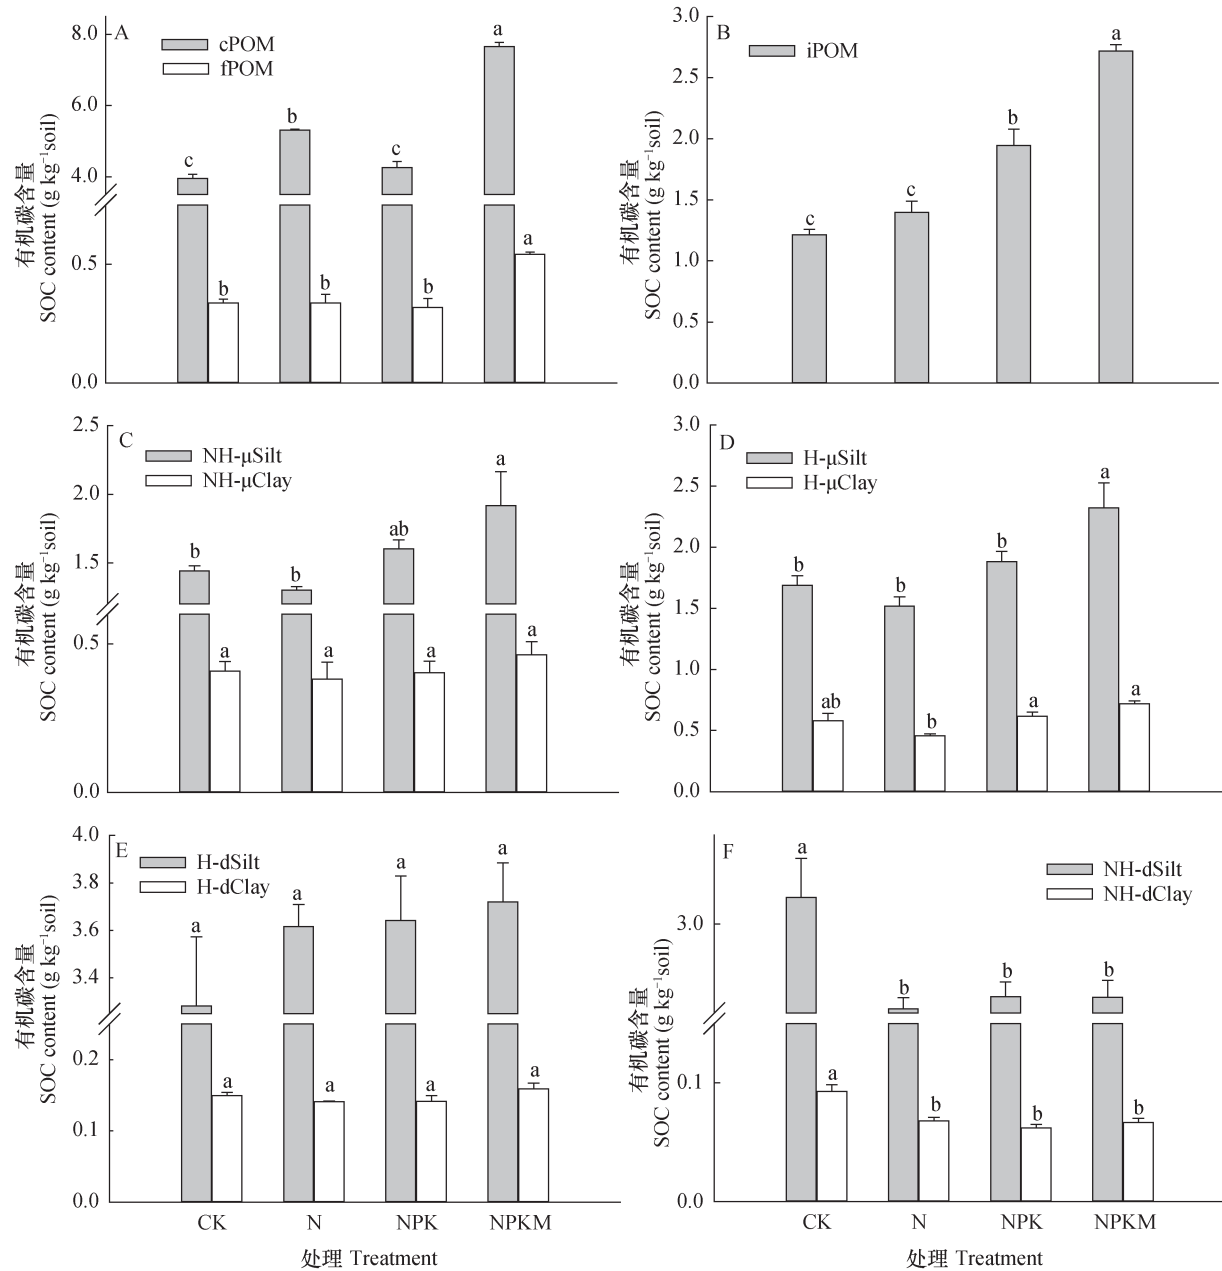 A
cPOM
fPOM
8.0
6.0
4.0
0.5
0.0
c
b
c
a
b
b
b
a
有机碳含量
SOC content (g kg⁻¹soil)
B
iPOM
3.0
2.5
2.0
1.5
1.0
0.5
0.0
c
c
b
a
有机碳含量
SOC content (g kg⁻¹soil)
C
NH-μSilt
NH-μClay
2.5
2.0
1.5
0.5
0.0
b
b
ab
a
a
a
a
a
有机碳含量
SOC content (g kg⁻¹soil)
D
H-μSilt
H-μClay
3.0
2.5
2.0
1.5
1.0
0.5
0.0
b
b
b
a
ab
b
a
a
有机碳含量
SOC content (g kg⁻¹soil)
E
H-dSilt
H-dClay
4.0
3.8
3.6
3.4
0.2
0.1
0.0
a
a
a
a
a
a
a
a
有机碳含量
SOC content (g kg⁻¹soil)
CK N NPK NPKM
处理 Treatment
F
NH-dSilt
NH-dClay
3.0
0.1
0.0
a
b
b
b
a
b
b
b
有机碳含量
SOC content (g kg⁻¹soil)
CK N NPK NPKM
处理 Treatment